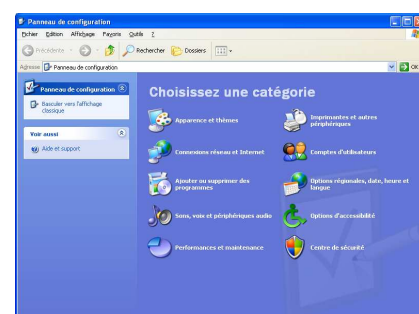 Panneau de configuration
Fichier Edition Affichage Favoris Outils ?
Précédente Rechercher Dossiers
Adresse Panneau de configuration OK
Panneau de configuration
Basculer vers l'affichage
classique
Voir aussi
Aide et support
Choisissez une catégorie
Apparence et thèmes
Imprimantes et autres
périphériques
Connexions réseau et Internet
Comptes d'utilisateurs
Ajouter ou supprimer des
programmes
Options régionales, date, heure et
langue
Sons, voix et périphériques audio
Options d'accessibilité
Performances et maintenance
Centre de sécurité